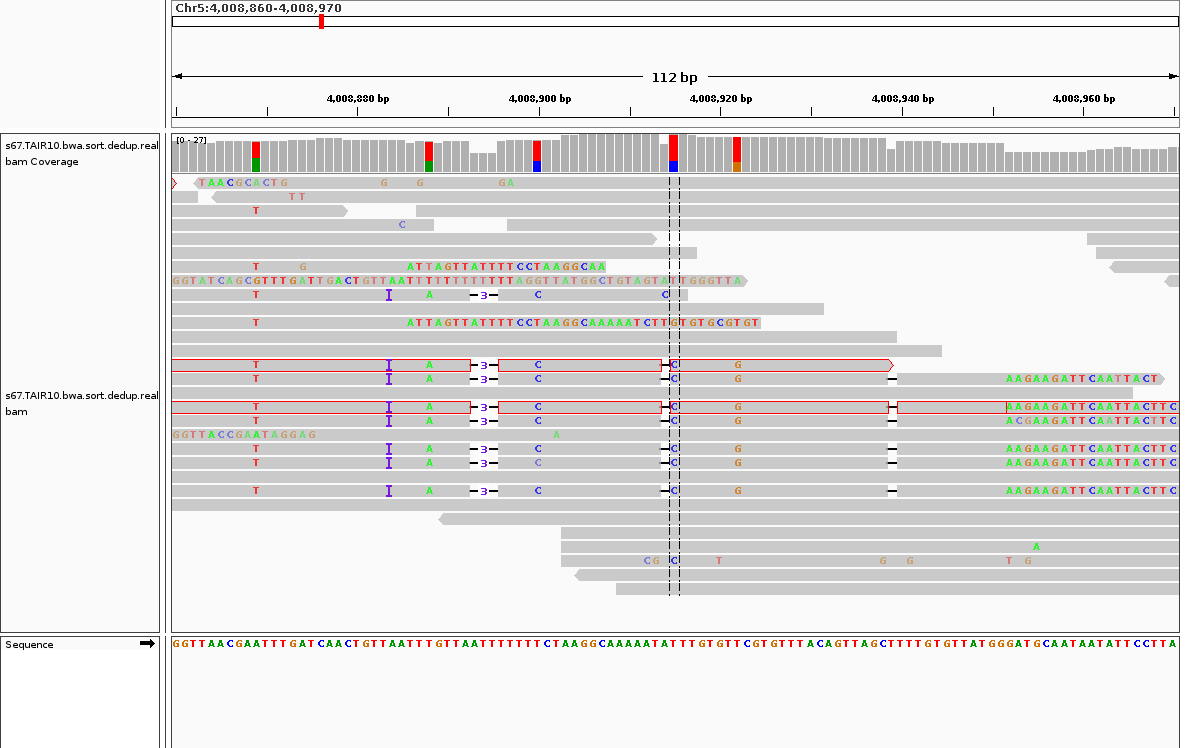 Chr5:4,008,860-4,008,970
112 bp
4,008,880 bp 4,008,900 bp 4,008,920 bp 4,008,940 bp 4,008,960 bp
s67.TAIR10.bwa.sort.dedup.real
bam Coverage
[0 - 27]
TAACGCACTG G G GA
T T
T
C
T G ATTAGTTATTTTCCTAAGGCAA
GGTATCAGCGTTTGATTGACTGTTAATTTTTTTTTTTTAGGTTATGGCTGTAGTATTGGGTTA
T I A 3 C C
T ATTAGTTATTTTCCTAAGGCAAAAATCTTGTGTGCGTGT
T I A 3 C C G
T I A 3 C C G AAGAAGATTCAATTACT
s67.TAIR10.bwa.sort.dedup.real
bam
T I A 3 C C G AAGAAGATTCAATTACTTC
T I A 3 C C G ACGAAGATTCAATTACTTC
GGTTACCGAATAGGAG A
T I A 3 C C G AAGAAGATTCAATTACTTC
T I A 3 C C G AAGAAGATTCAATTACTTC
T I A 3 C C G AAGAAGATTCAATTACTTC
A
CG C T G G T G
Sequence
GGTTAACGAATTTGATCAACTGTTAATTTGTTAATTTTTTTCTAAGGCAAAAATATTTGTGTTCGTGTTTACAGTTAGCTTTTGTGTTATGGGATGCAATAATATTCCTTA